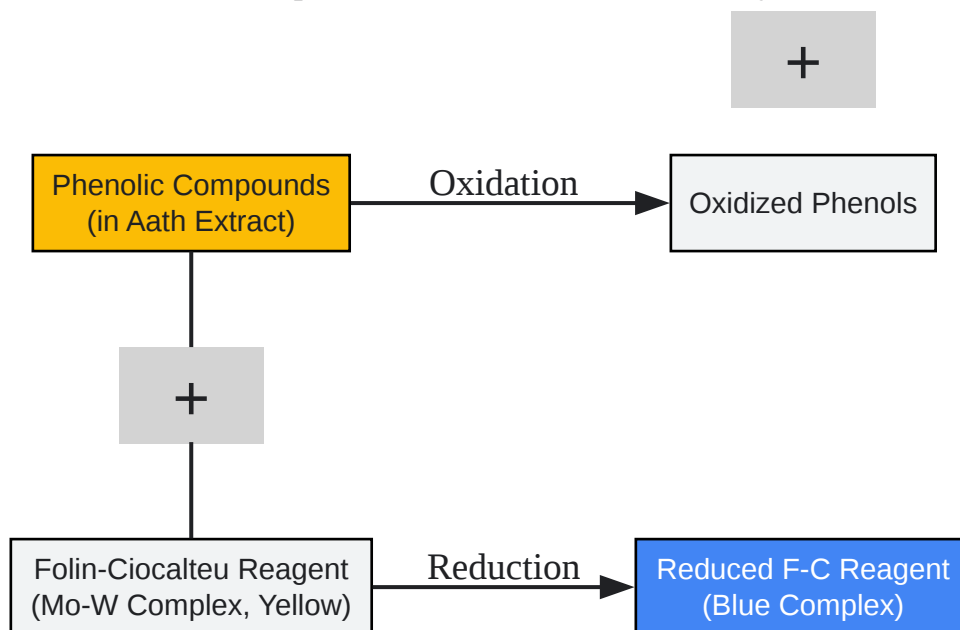 +
Phenolic Compounds
(in Aath Extract)
Oxidation
Oxidized Phenols
+
Folin-Ciocalteu Reagent
(Mo-W Complex, Yellow)
Reduction
Reduced F-C Reagent
(Blue Complex)